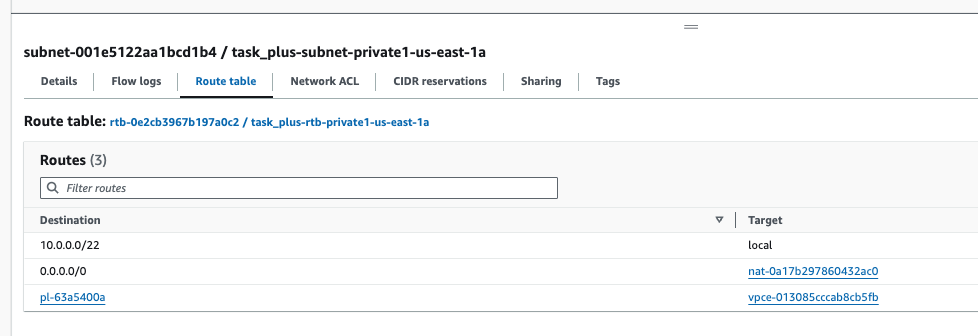 subnet-001e5122aa1bcd1b4 / task_plus-subnet-private1-us-east-1a
Details Flow logs Route table Network ACL CIDR reservations Sharing Tags
Route table: rtb-0e2cb3967b197a0c2 / task_plus-rtb-private1-us-east-1a
Routes (3)
Filter routes
Destination Target
10.0.0.0/22 local
0.0.0.0/0 nat-0a17b297860432ac0
pl-63a5400a vpce-013085cccab8cb5fb